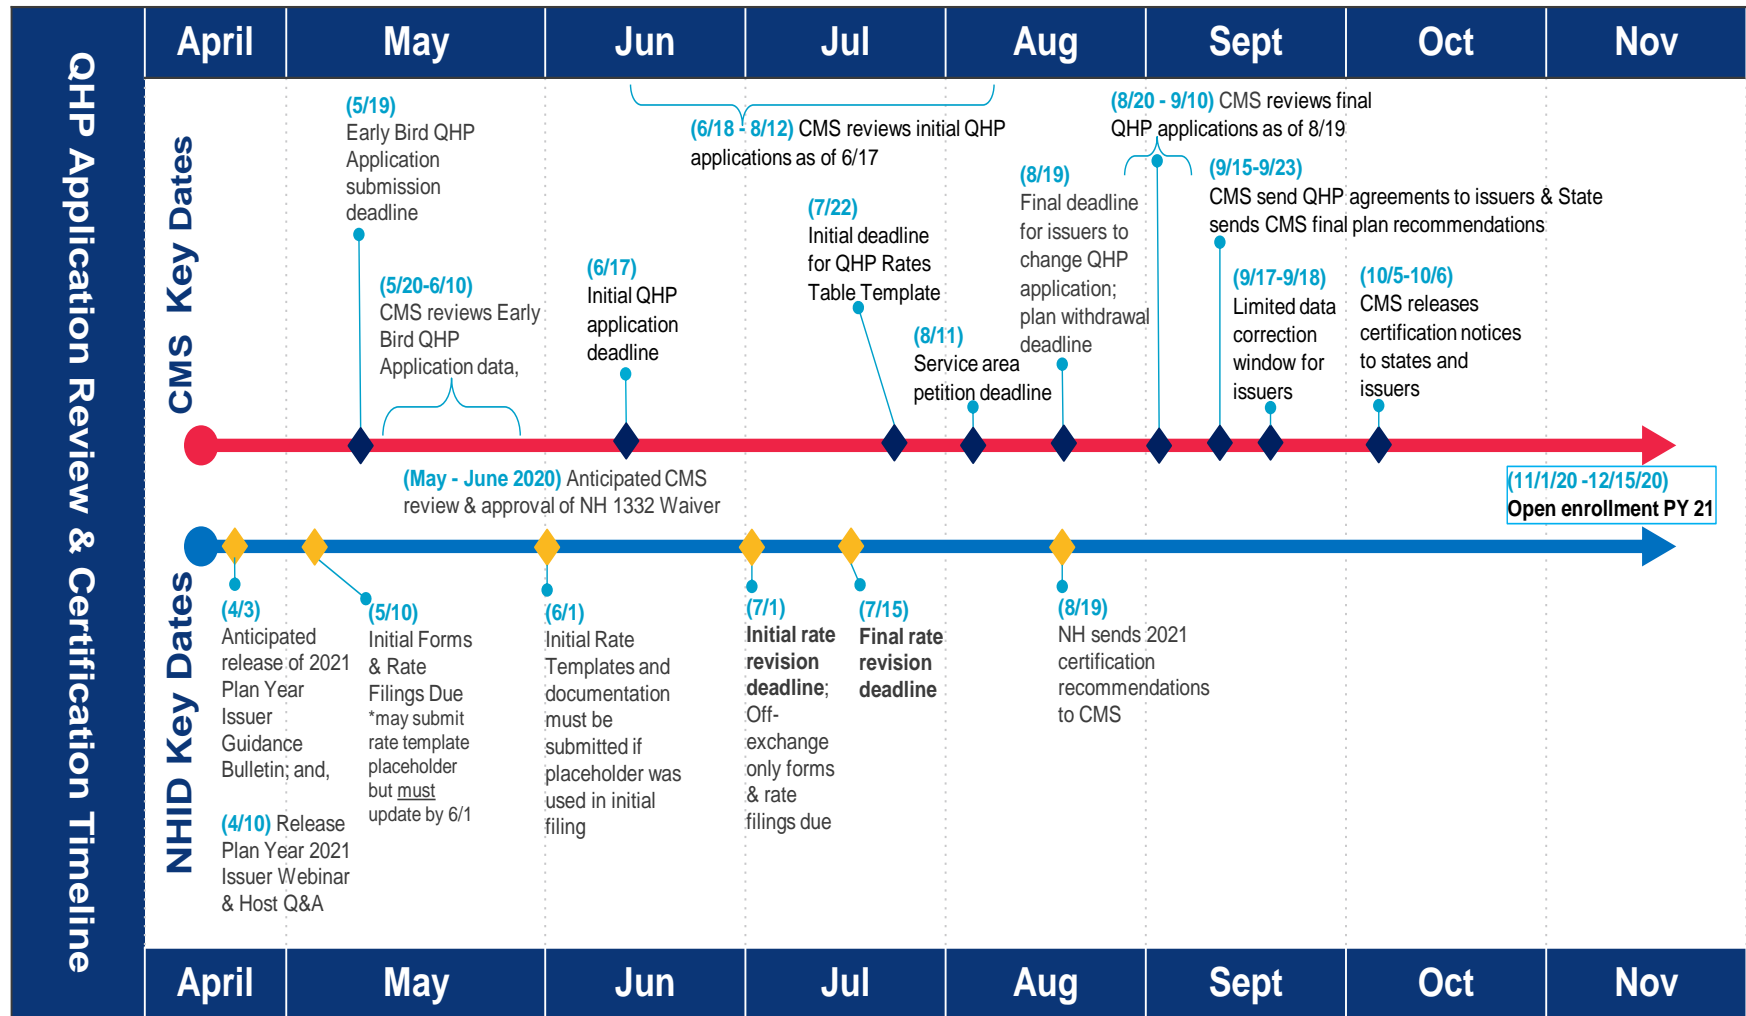 QHP Application Review & Certification Timeline
April
May
Jun
Jul
Aug
Sept
Oct
Nov
CMS Key Dates
(5/19)
Early Bird QHP
Application
submission
deadline
(5/20-6/10)
CMS reviews Early
Bird QHP
Application data,
(6/17)
Initial QHP
application
deadline
(6/18 - 8/12) CMS reviews initial QHP
applications as of 6/17
(7/22)
Initial deadline
for QHP Rates
Table Template
(8/11)
Service area
petition deadline
(8/19)
Final deadline
for issuers to
change QHP
application;
plan withdrawal
deadline
(8/20 - 9/10) CMS reviews final
QHP applications as of 8/19
(9/15-9/23)
CMS send QHP agreements to issuers & State
sends CMS final plan recommendations
(9/17-9/18)
Limited data
correction
window for
issuers
(10/5-10/6)
CMS releases
certification notices
to states and
issuers
(May - June 2020) Anticipated CMS
review & approval of NH 1332 Waiver
(11/1/20 -12/15/20)
Open enrollment PY 21
NHID Key Dates
(4/3)
Anticipated
release of 2021
Plan Year
Issuer
Guidance
Bulletin; and,
(4/10) Release
Plan Year 2021
Issuer Webinar
& Host Q&A
(5/10)
Initial Forms
& Rate
Filings Due
*may submit
rate template
placeholder
but must
update by 6/1
(6/1)
Initial Rate
Templates and
documentation
must be
submitted if
placeholder was
used in initial
filing
(7/1)
Initial rate
revision
deadline;
Off-
exchange
only forms
& rate
filings due
(7/15)
Final rate
revision
deadline
(8/19)
NH sends 2021
certification
recommendations
to CMS
April
May
Jun
Jul
Aug
Sept
Oct
Nov